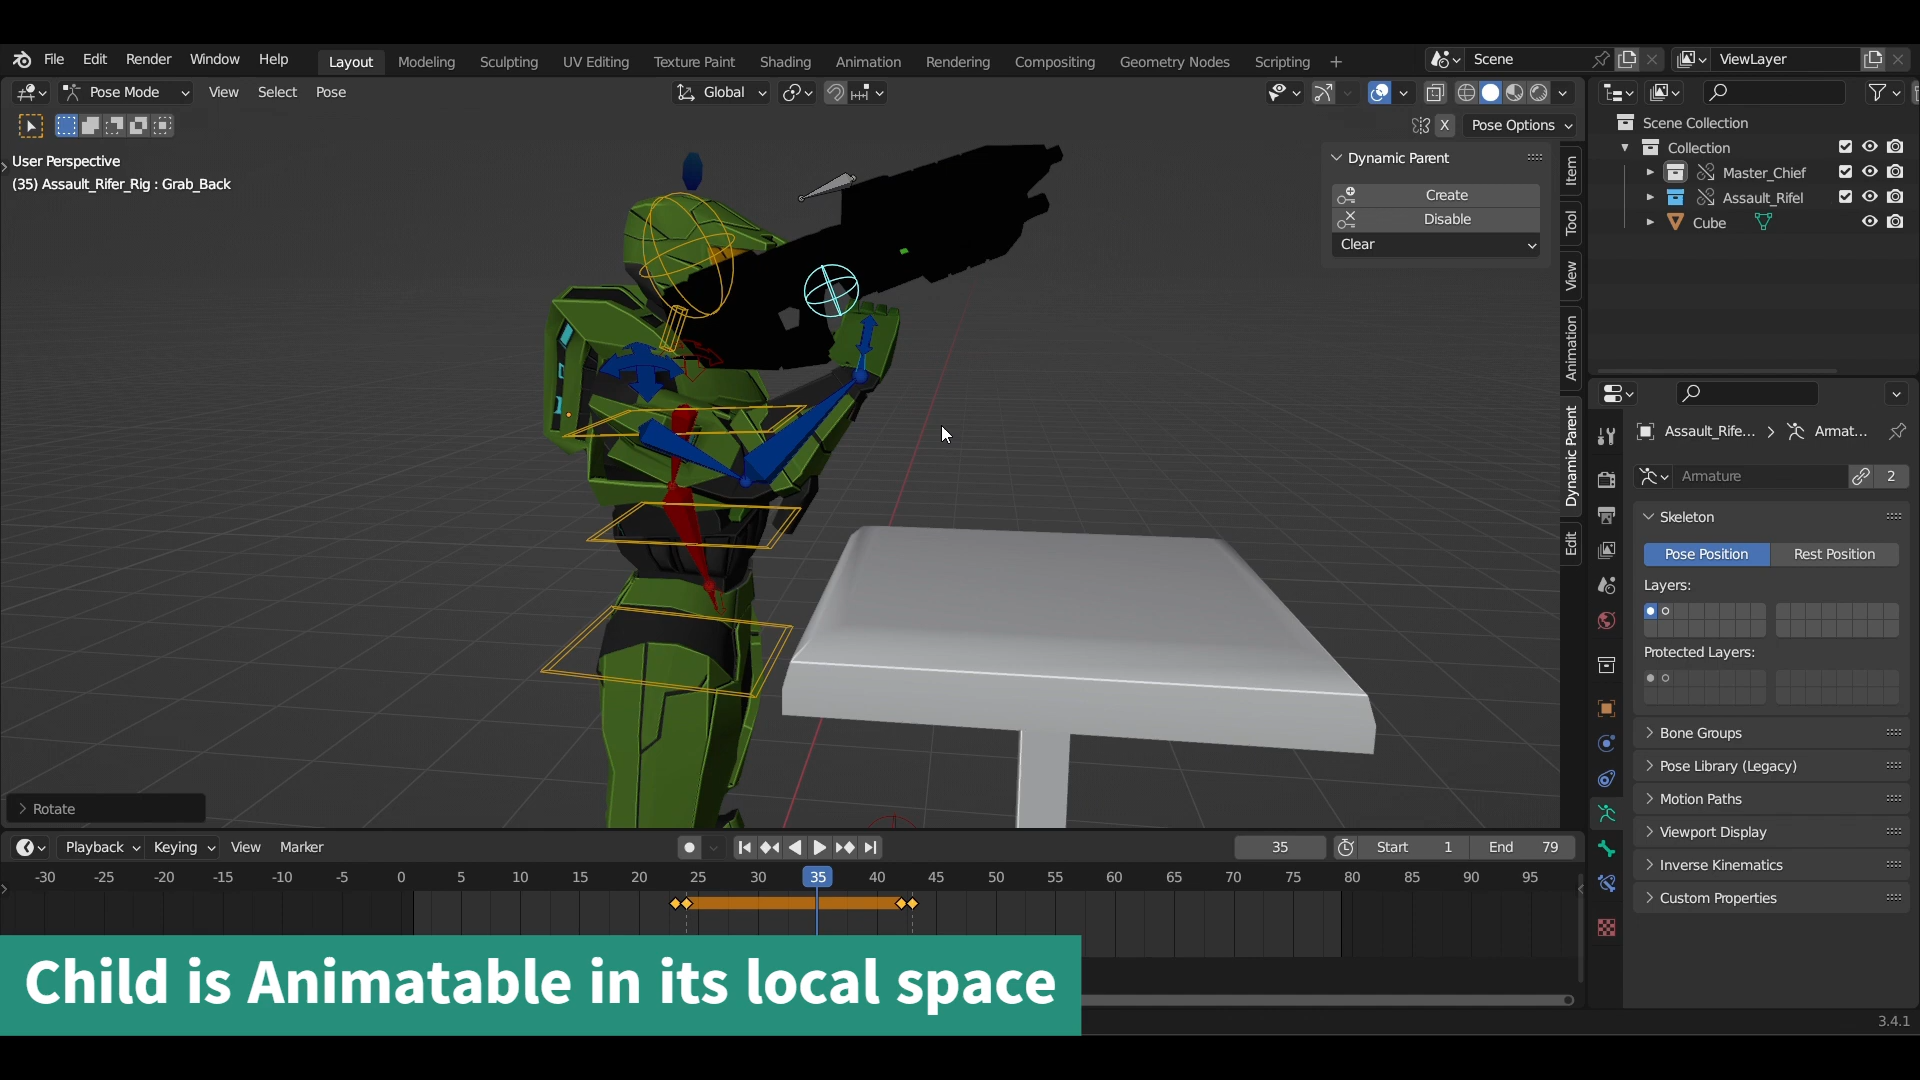 File Edit Render Window Help Layout Modeling Sculpting UV Editing Texture Paint Shading Animation Rendering Compositing Geometry Nodes Scripting + Scene ViewLayer
Pose Mode View Select Pose Global
X Pose Options
User Perspective
(35) Assault_Rifer_Rig : Grab_Back
Dynamic Parent
Create
Disable
Clear
Item
Tool
View
Animation
Dynamic Parent
Edit
Scene Collection
Collection
Master_Chief
Assault_Rifel
Cube
Assault_Rife... > Armat...
Armature 2
Skeleton
Pose Position Rest Position
Layers:
Protected Layers:
Bone Groups
Pose Library (Legacy)
Motion Paths
Viewport Display
Inverse Kinematics
Custom Properties
Rotate
Playback Keying View Marker 35 Start 1 End 79
-30 -25 -20 -15 -10 -5 0 5 10 15 20 25 30 35 40 45 50 55 60 65 70 75 80 85 90 95
Child is Animatable in its local space
3.4.1